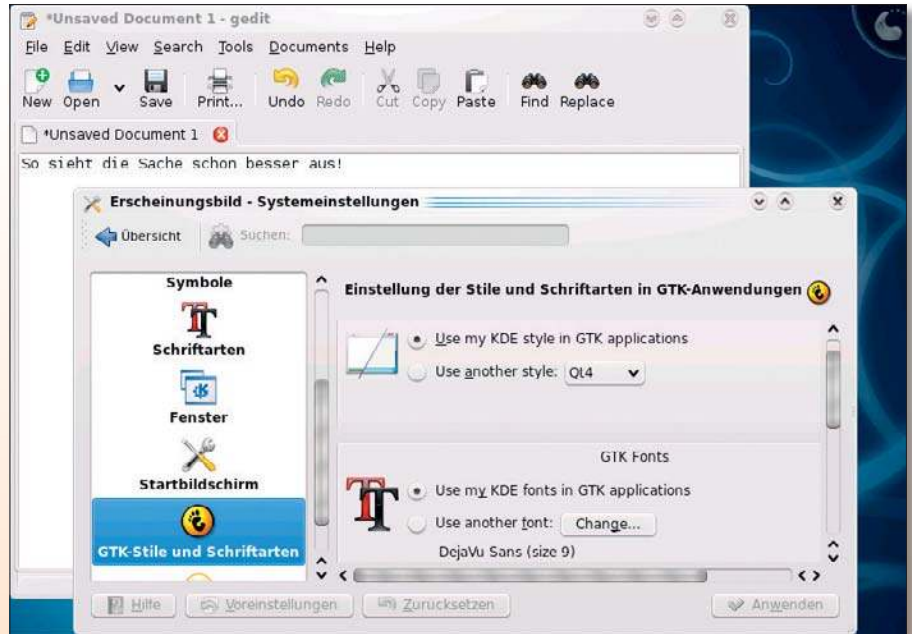 *Unsaved Document 1 - gedit
File Edit View Search Tools Documents Help
New Open Save Print... Undo Redo Cut Copy Paste Find Replace
*Unsaved Document 1
So sieht die Sache schon besser aus!
Erscheinungsbild - Systemeinstellungen
Übersicht Suchen:
Symbole
Schriftarten
Fenster
Startbildschirm
GTK-Stile und Schriftarten
Einstellung der Stile und Schriftarten in GTK-Anwendungen
Use my KDE style in GTK applications
Use another style: Qt4
GTK Fonts
Use my KDE fonts in GTK applications
Use another font: Change...
DejaVu Sans (size 9)
Hilfe Voreinstellungen Zurücksetzen Anwenden